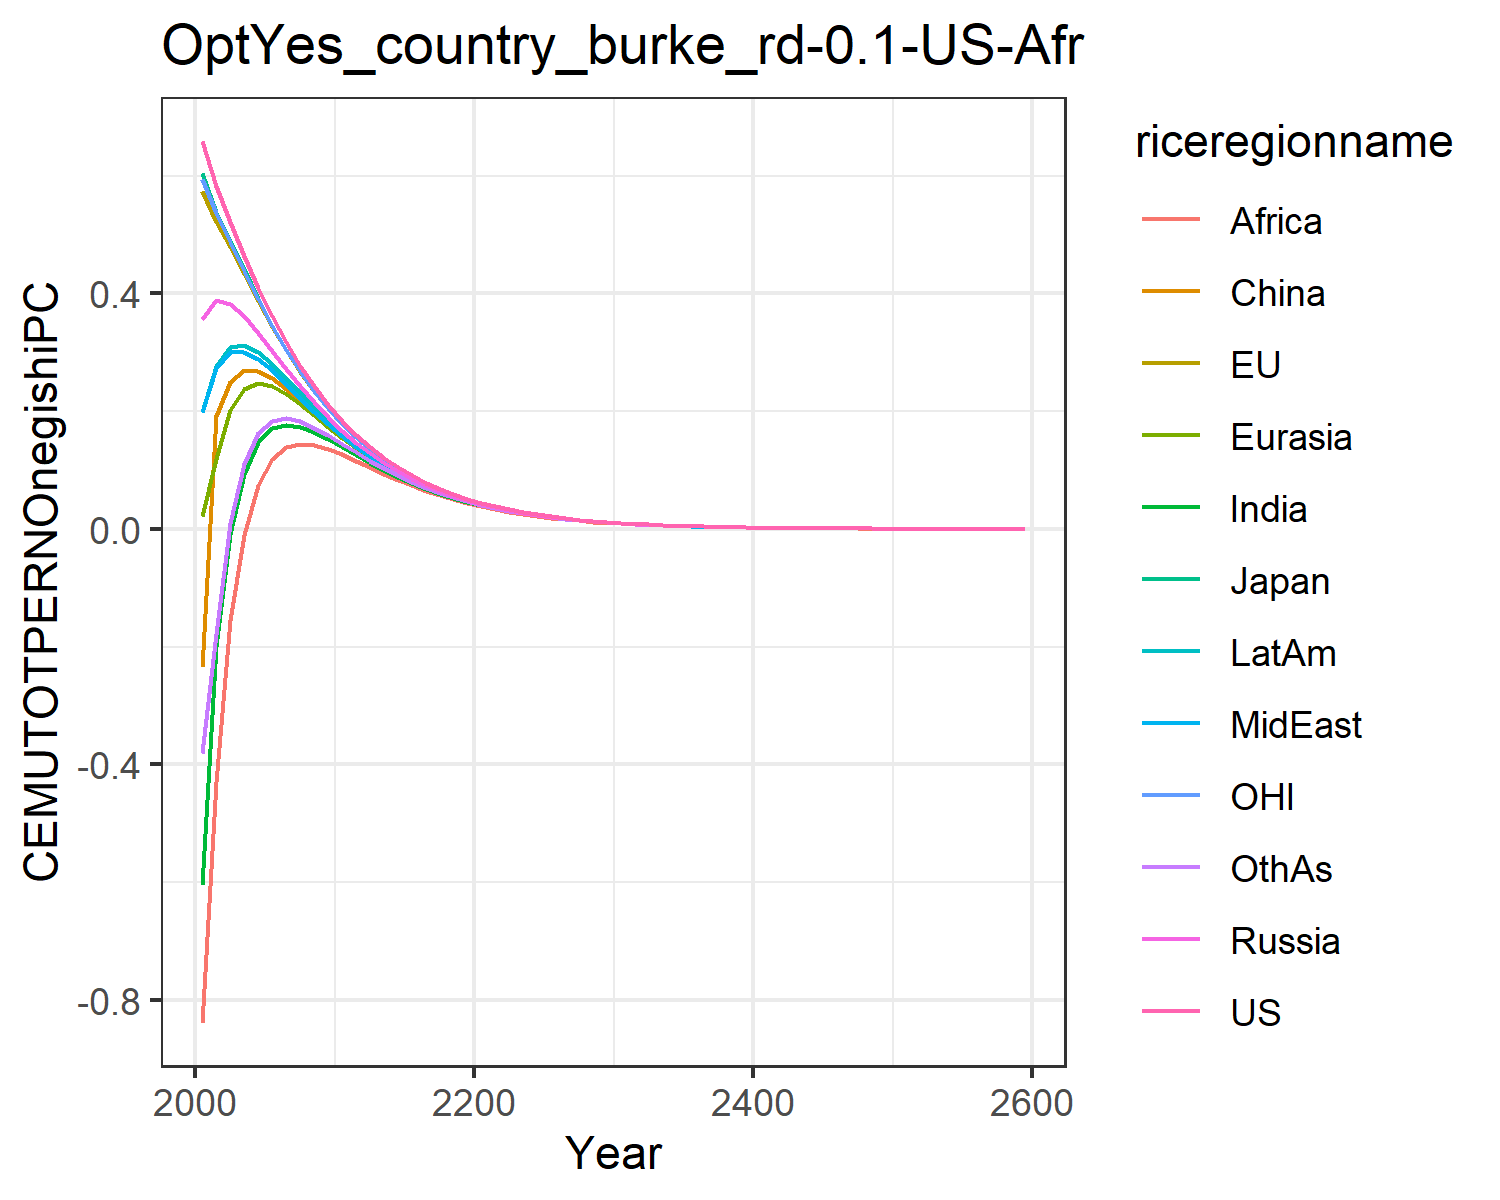 OptYes_country_burke_rd-0.1-US-Afr
CEMUTOTPERNOnegishiPC
0.4
0.0
-0.4
-0.8
2000
2200
2400
2600
Year
riceregionname
Africa
China
EU
Eurasia
India
Japan
LatAm
MidEast
OHI
OthAs
Russia
US